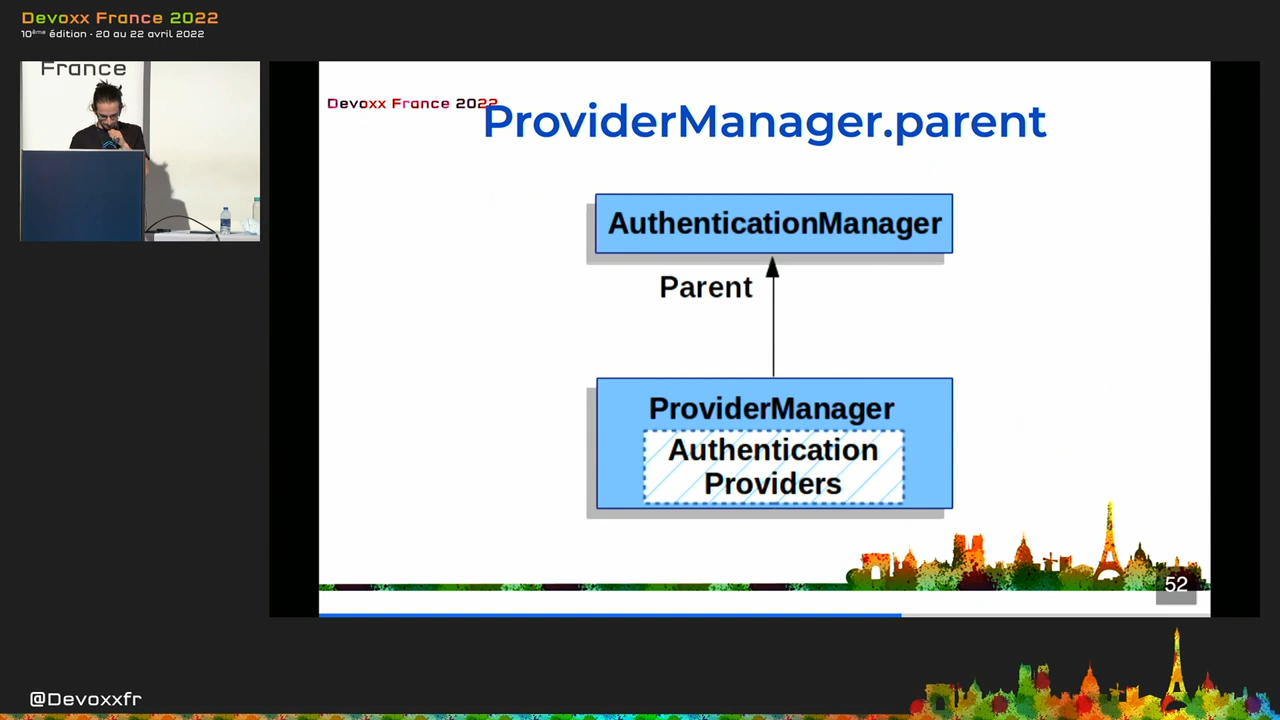 Devoxx France 2022
10ème édition - 20 au 22 avril 2022
France
Devoxx France 2022
ProviderManager.parent
AuthenticationManager
Parent
ProviderManager
Authentication
Providers
52
@Devoxxfr